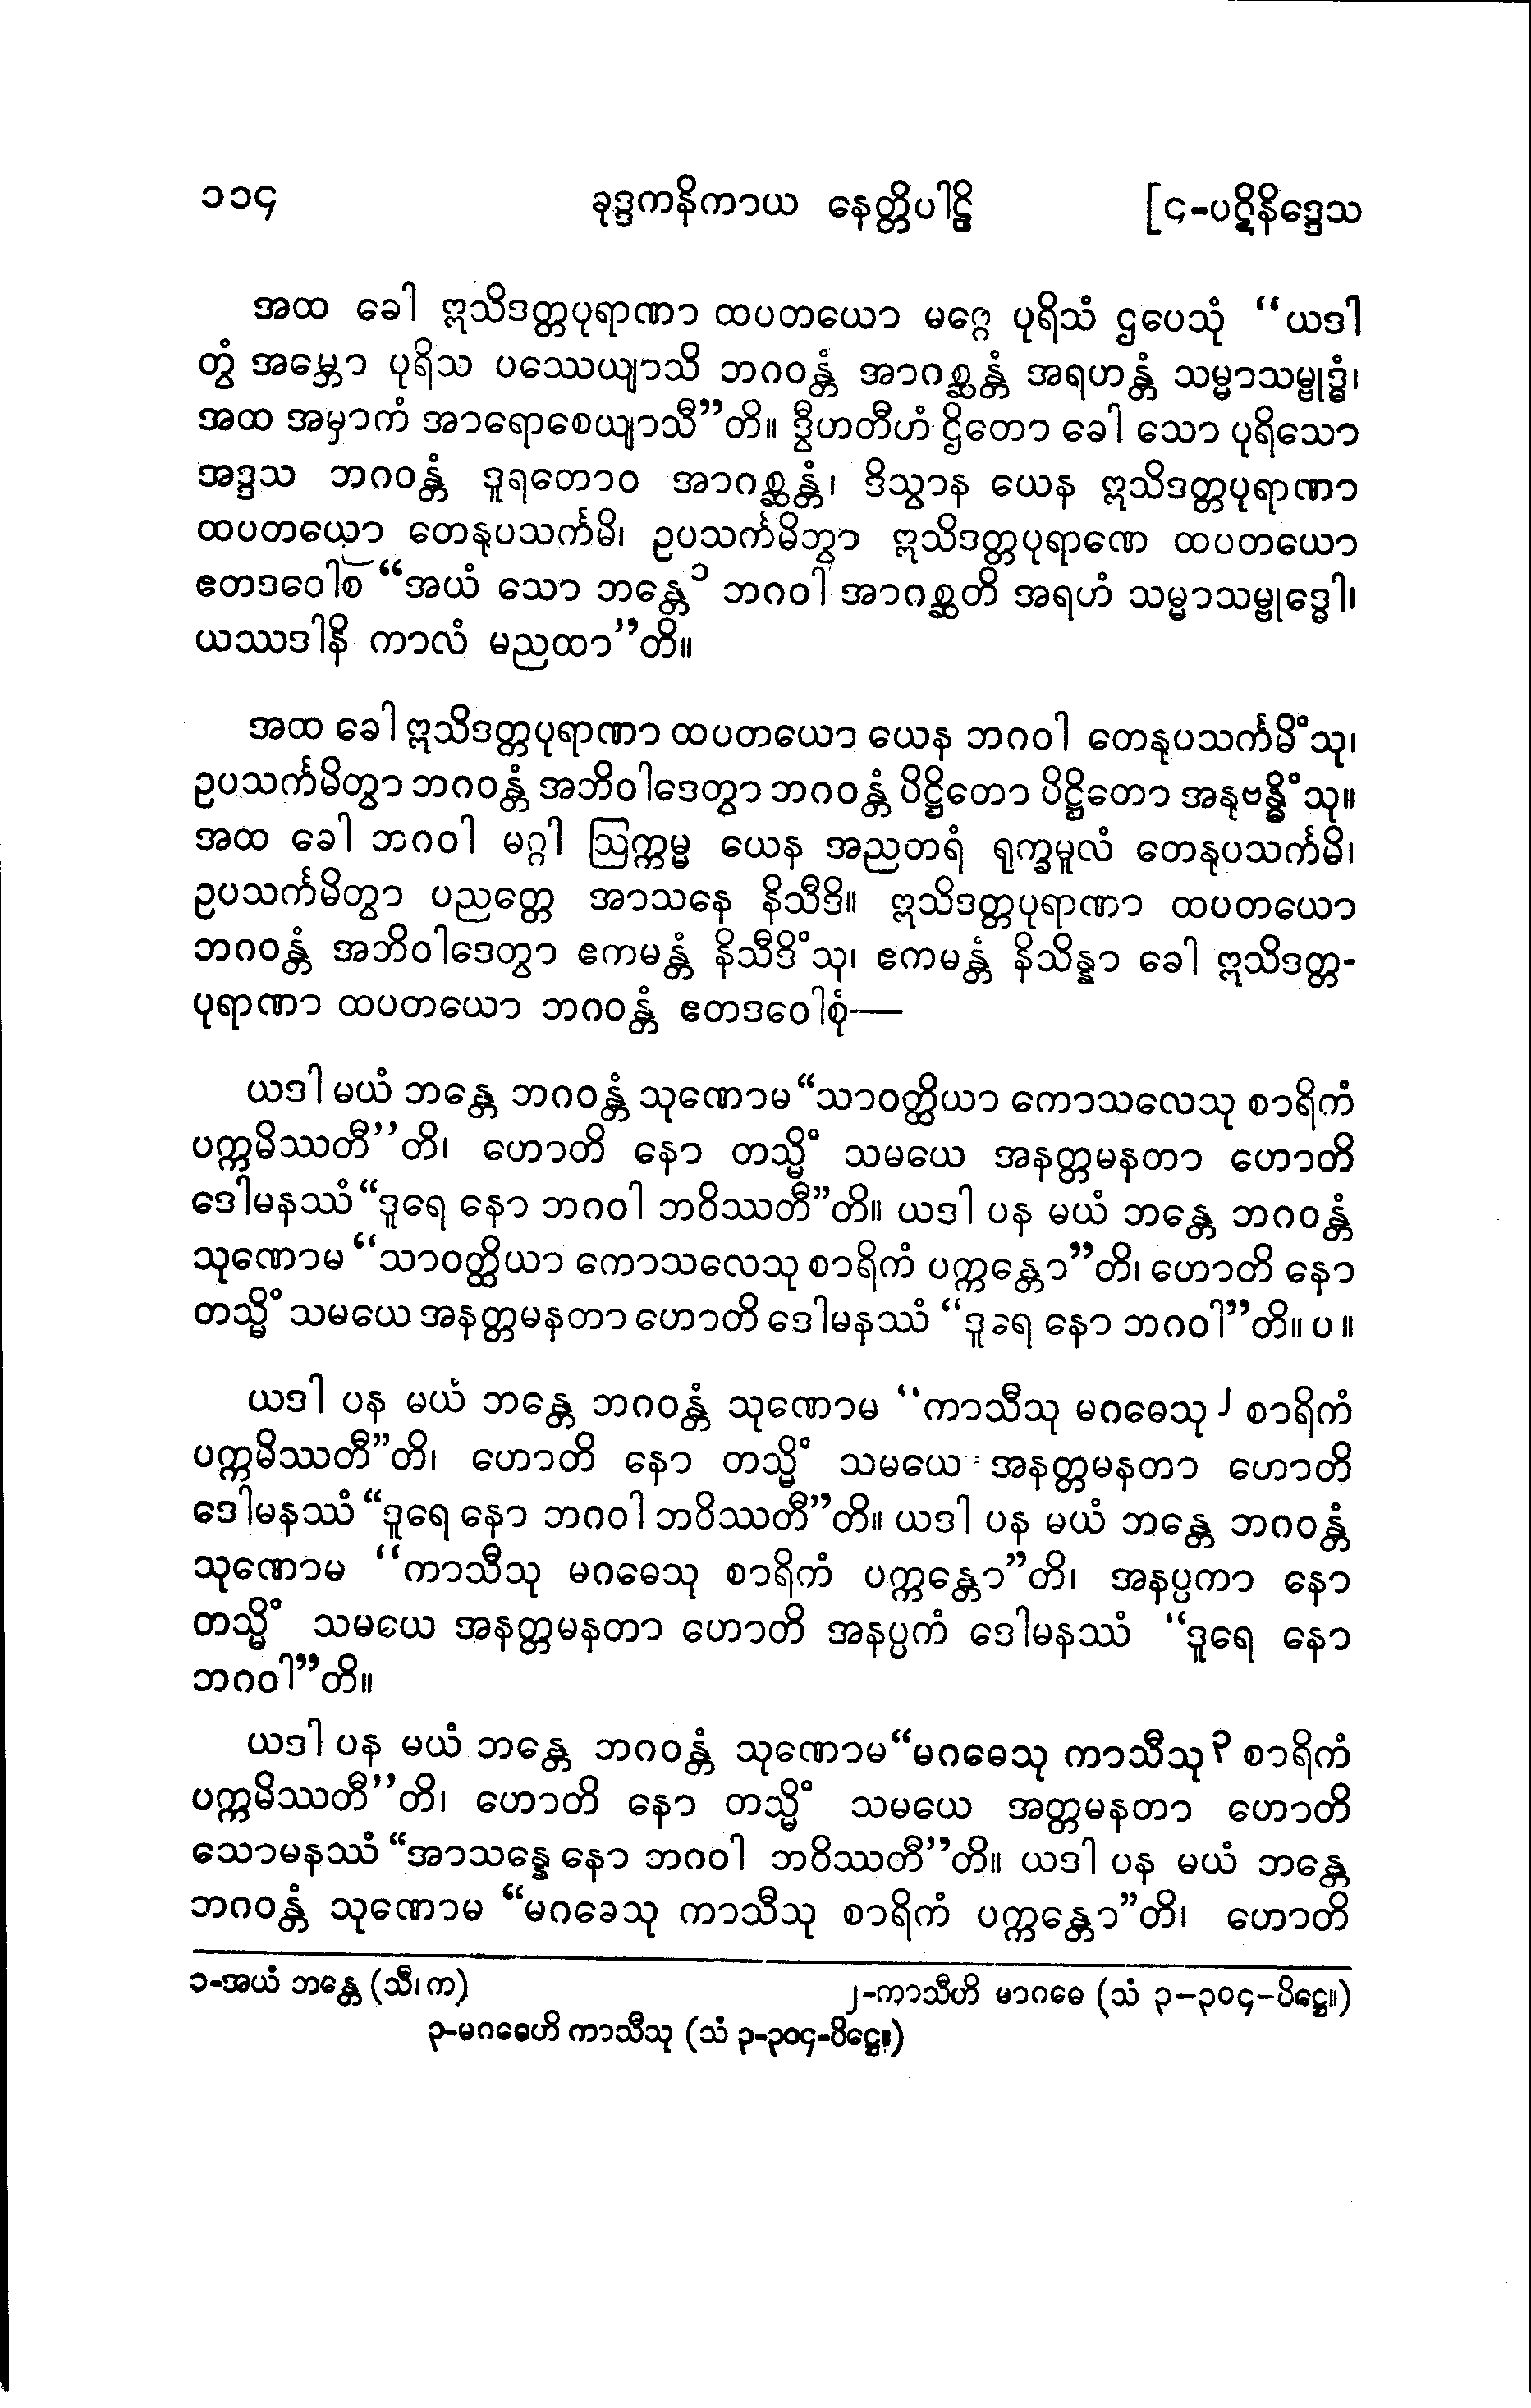 ၁၁၄ ခုဒ္ဒကနိကာယ နေတ္တိပါဠိ [၄-ပဋိနိဒ္ဒေသ
အထ ခေါ ဣသိဒတ္တပုရာဏာ ထပတယော မဂ္ဂေ ပုရိသံ ဌပေသုံ “ယဒါ
တွံ အမ္ဘော ပုရိသ ပဿေယျာသိ ဘဂဝန္တံ အာဂစ္ဆန္တံ အရဟန္တံ သမ္မာသမ္ဗုဒ္ဓံ၊
အထ အမှာကံ အာရောစေယျာသီ”တိ။ ဒွီဟတီဟံ ဌိတော ခေါ သော ပုရိသော
အဒ္ဒသ ဘဂဝန္တံ ဒူရတောဝ အာဂစ္ဆန္တံ၊ ဒိသွာန ယေန ဣသိဒတ္တပုရာဏာ
ထပတယော တေနုပသင်္ကမိ၊ ဥပသင်္ကမိတွာ ဣသိဒတ္တပုရာဏေ ထပတယော
ဧတဒဝေါစ “အယံ သော ဘန္တေ၁ ဘဂဝါ အာဂစ္ဆတိ အရဟံ သမ္မာသမ္ဗုဒ္ဓေါ၊
ယဿဒါနိ ကာလံ မညထာ”တိ။
အထ ခေါ ဣသိဒတ္တပုရာဏာ ထပတယော ယေန ဘဂဝါ တေနုပသင်္ကမိံသု၊
ဥပသင်္ကမိတွာ ဘဂဝန္တံ အဘိဝါဒေတွာ ဘဂဝန္တံ ပိဋ္ဌိတော ပိဋ္ဌိတော အနုဗန္ဓိံသု။
အထ ခေါ ဘဂဝါ မဂ္ဂါ ဩက္ကမ္မ ယေန အညတရံ ရုက္ခမူလံ တေနုပသင်္ကမိ၊
ဥပသင်္ကမိတွာ ပညတ္တေ အာသနေ နိသီဒိ။ ဣသိဒတ္တပုရာဏာ ထပတယော
ဘဂဝန္တံ အဘိဝါဒေတွာ ဧကမန္တံ နိသီဒိံသု၊ ဧကမန္တံ နိသိန္နာ ခေါ ဣသိဒတ္တ-
ပုရာဏာ ထပတယော ဘဂဝန္တံ ဧတဒဝေါစုံ—
ယဒါ မယံ ဘန္တေ ဘဂဝန္တံ သုဏောမ “သာဝတ္ထိယာ ကောသလေသု စာရိကံ
ပက္ကမိဿတီ”တိ၊ ဟောတိ နော တသ္မိံ သမယေ အနတ္တမနတာ ဟောတိ
ဒေါမနဿံ “ဒူရေ နော ဘဂဝါ ဘဝိဿတီ”တိ။ ယဒါ ပန မယံ ဘန္တေ ဘဂဝန္တံ
သုဏောမ “သာဝတ္ထိယာ ကောသလေသု စာရိကံ ပက္ကန္တော”တိ၊ ဟောတိ နော
တသ္မိံ သမယေ အနတ္တမနတာ ဟောတိ ဒေါမနဿံ “ဒူရေ နော ဘဂဝါ”တိ။ ပ ။
ယဒါ ပန မယံ ဘန္တေ ဘဂဝန္တံ သုဏောမ “ကာသီသု မဂဓေသု၂ စာရိကံ
ပက္ကမိဿတီ”တိ၊ ဟောတိ နော တသ္မိံ သမယေ အနတ္တမနတာ ဟောတိ
ဒေါမနဿံ “ဒူရေ နော ဘဂဝါ ဘဝိဿတီ”တိ။ ယဒါ ပန မယံ ဘန္တေ ဘဂဝန္တံ
သုဏောမ “ကာသီသု မဂဓေသု စာရိကံ ပက္ကန္တော”တိ၊ အနပ္ပကာ နော
တသ္မိံ သမယေ အနတ္တမနတာ ဟောတိ အနပ္ပကံ ဒေါမနဿံ “ဒူရေ နော
ဘဂဝါ”တိ။
ယဒါ ပန မယံ ဘန္တေ ဘဂဝန္တံ သုဏောမ “မဂဓေသု ကာသီသု၃ စာရိကံ
ပက္ကမိဿတီ”တိ၊ ဟောတိ နော တသ္မိံ သမယေ အတ္တမနတာ ဟောတိ
သောမနဿံ “အာသန္နေ နော ဘဂဝါ ဘဝိဿတီ”တိ။ ယဒါ ပန မယံ ဘန္တေ
ဘဂဝန္တံ သုဏောမ “မဂခေသု ကာသီသု စာရိကံ ပက္ကန္တော”တိ၊ ဟောတိ
၁-အယံ ဘန္တေ (သီ၊ က) ၂-ကာသီဟိ မာဂဓေ (သံ ၃-၃၀၄-ပိဋ္ဌေ။)
၃-မဂဓေဟိ ကာသီသု (သံ ၃-၃၀၄-ပိဋ္ဌေ။)